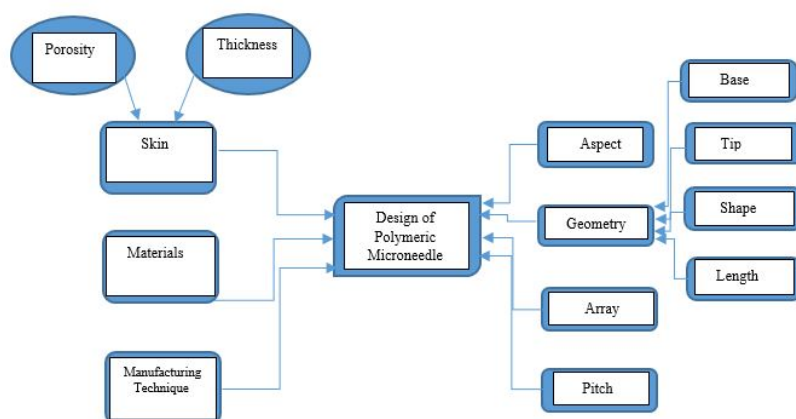 Porosity
Thickness
Skin
Materials
Manufacturing
Technique
Design of
Polymeric
Microneedle
Aspect
Geometry
Array
Pitch
Base
Tip
Shape
Length